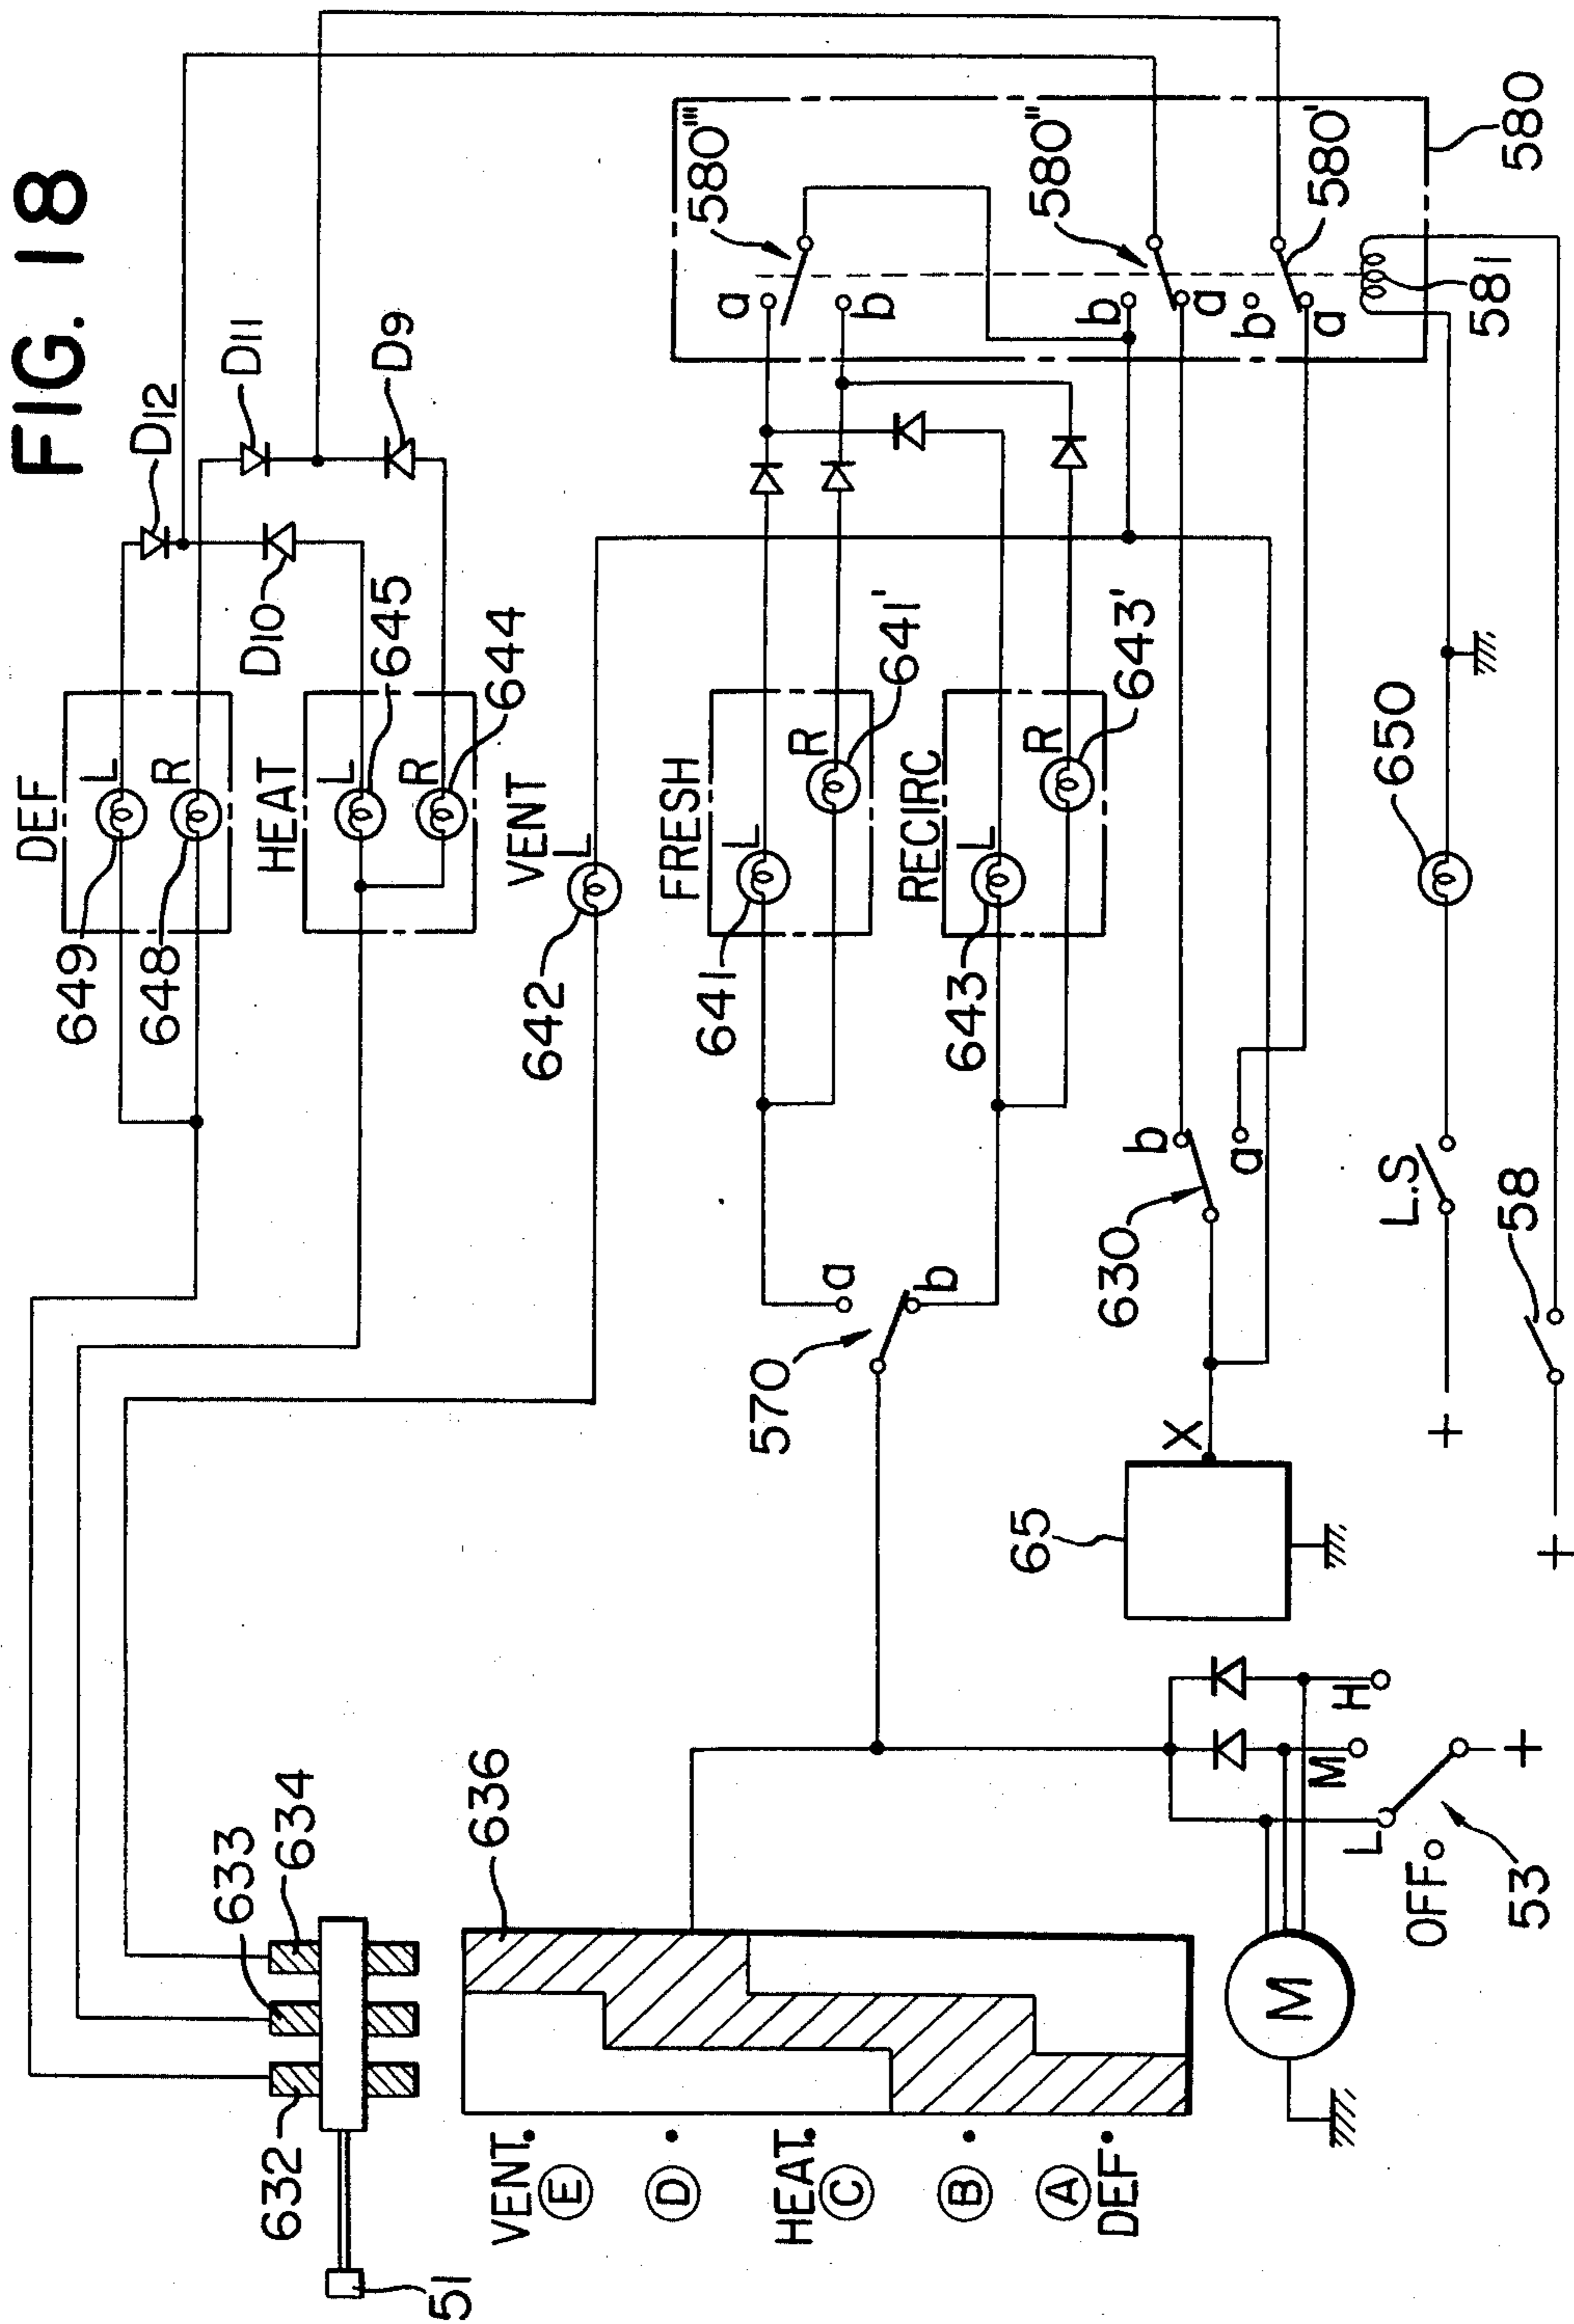 FIG. 18
D12
D11
D9
D10
DEF
L
R
649
648
HEAT
L
R
645
644
VENT
L
642
FRESH
L
R
641
641'
RECIRC
L
R
643
643'
580'''
a
b
580''
b
a
580'
b
a
581
580
570
a
b
630
b
a
X
65
L.S
650
+
58
+
632
633
634
51
636
VENT
E
D
HEAT
C
B
A
DEF
M
OFF
L
M
H
+
53